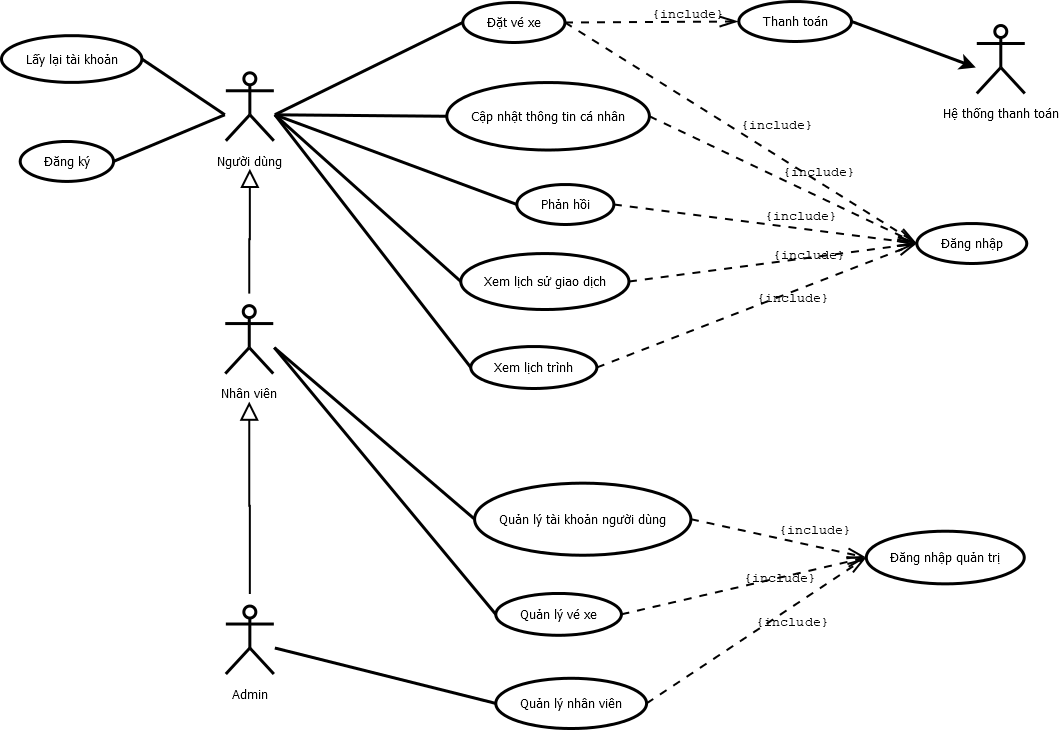 Đặt vé xe
{include}
Thanh toán
Lấy lại tài khoản
Hệ thống thanh toán
Cập nhật thông tin cá nhân
{include}
Đăng ký
Người dùng
{include}
Phản hồi
{include}
Đăng nhập
{include}
Xem lịch sử giao dịch
{include}
Xem lịch trình
Nhân viên
Quản lý tài khoản người dùng
{include}
Đăng nhập quản trị
{include}
Quản lý vé xe
{include}
Admin
Quản lý nhân viên